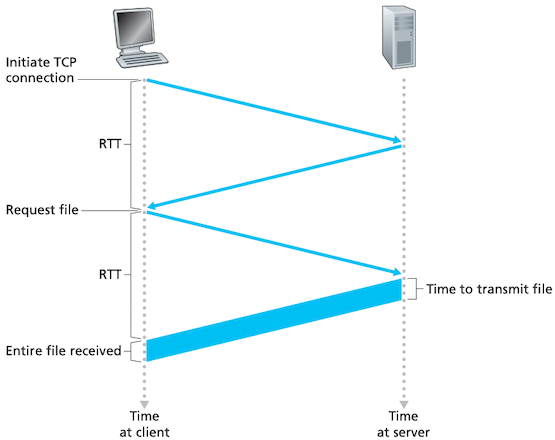 Initiate TCP
connection
RTT
Request file
RTT
Time to transmit file
Entire file received
Time
at client
Time
at server